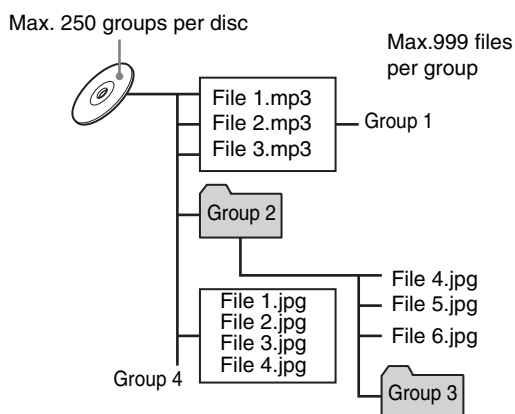 Max. 250 groups per disc
Max.999 files
per group
File 1.mp3
File 2.mp3
File 3.mp3
Group 1
Group 2
File 4.jpg
File 5.jpg
File 6.jpg
Group 3
File 1.jpg
File 2.jpg
File 3.jpg
File 4.jpg
Group 4